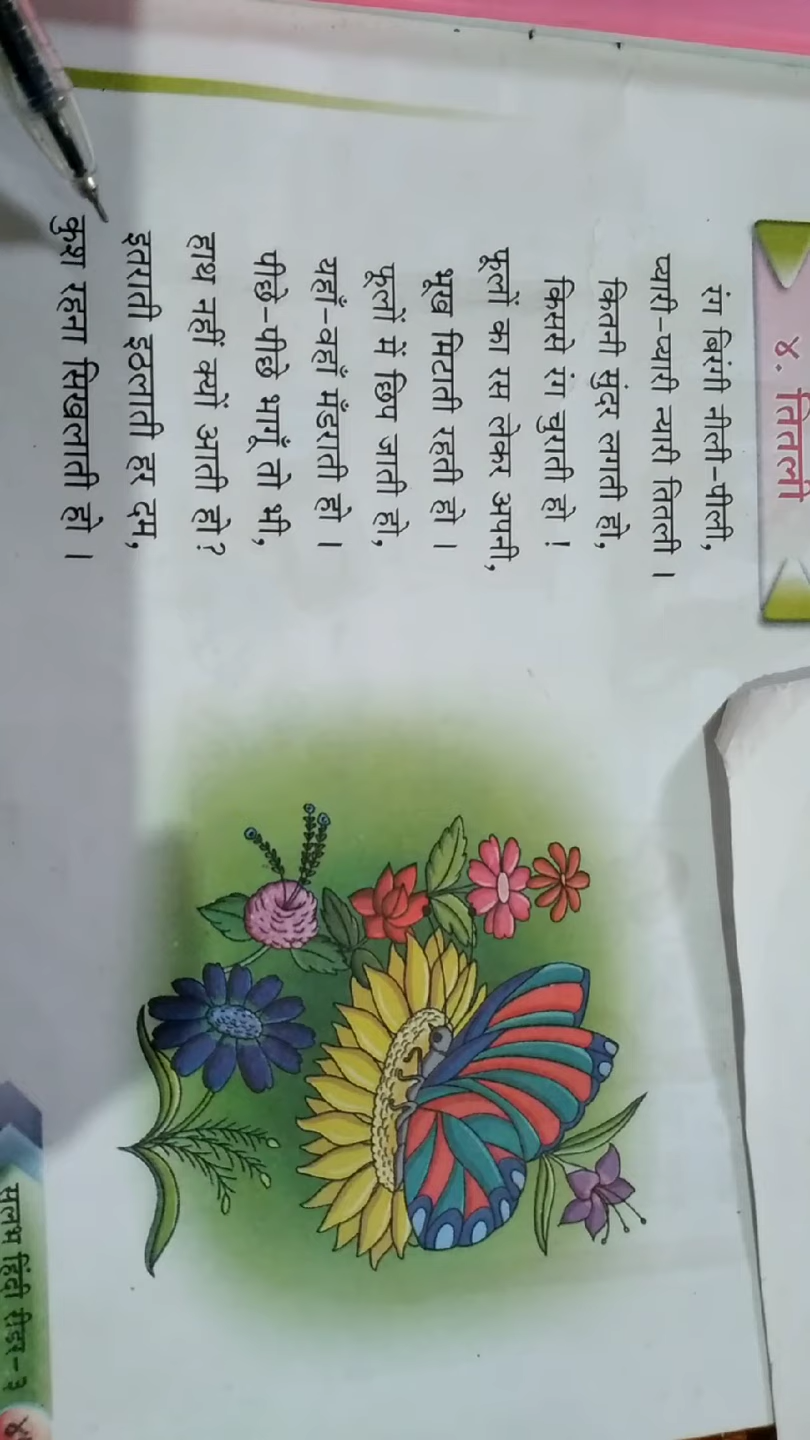 ४. तितली
रंग बिरंगी नीली-पीली,
प्यारी-प्यारी न्यारी तितली ।
कितनी सुंदर लगती हो,
किससे रंग चुराती हो !
फूलों का रस लेकर अपनी,
भूख मिटाती रहती हो ।
फूलों में छिप जाती हो,
यहाँ-वहाँ मँडराती हो ।
पीछे-पीछे भागूँ तो भी,
हाथ नहीं क्यों आती हो?
इतराती इठलाती हर दम,
कुश रहना सिखलाती हो ।
सलभ हिंदी रीडर-३